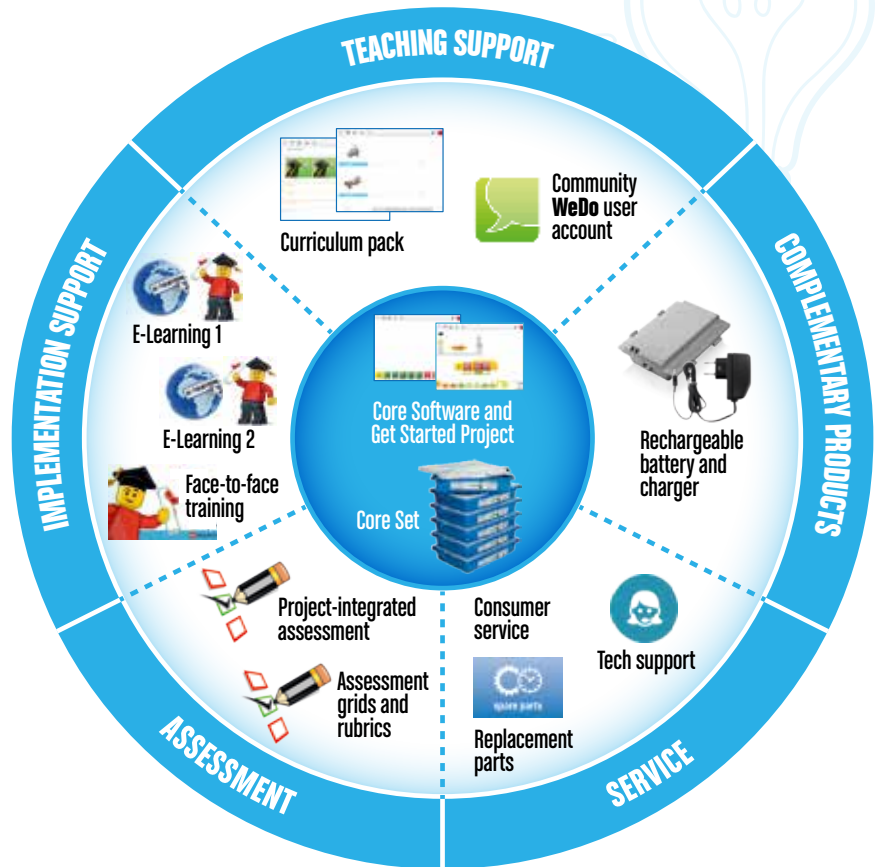 TEACHING SUPPORT
Curriculum pack
Community
WeDo user
account
COMPLEMENTARY PRODUCTS
Rechargeable
battery and
charger
IMPLEMENTATION SUPPORT
E-Learning 1
E-Learning 2
Face-to-face
training
Core Software and
Get Started Project
Core Set
Project-integrated
assessment
Assessment
grids and
rubrics
ASSESSMENT
Consumer
service
Tech support
spare parts
Replacement
parts
SERVICE